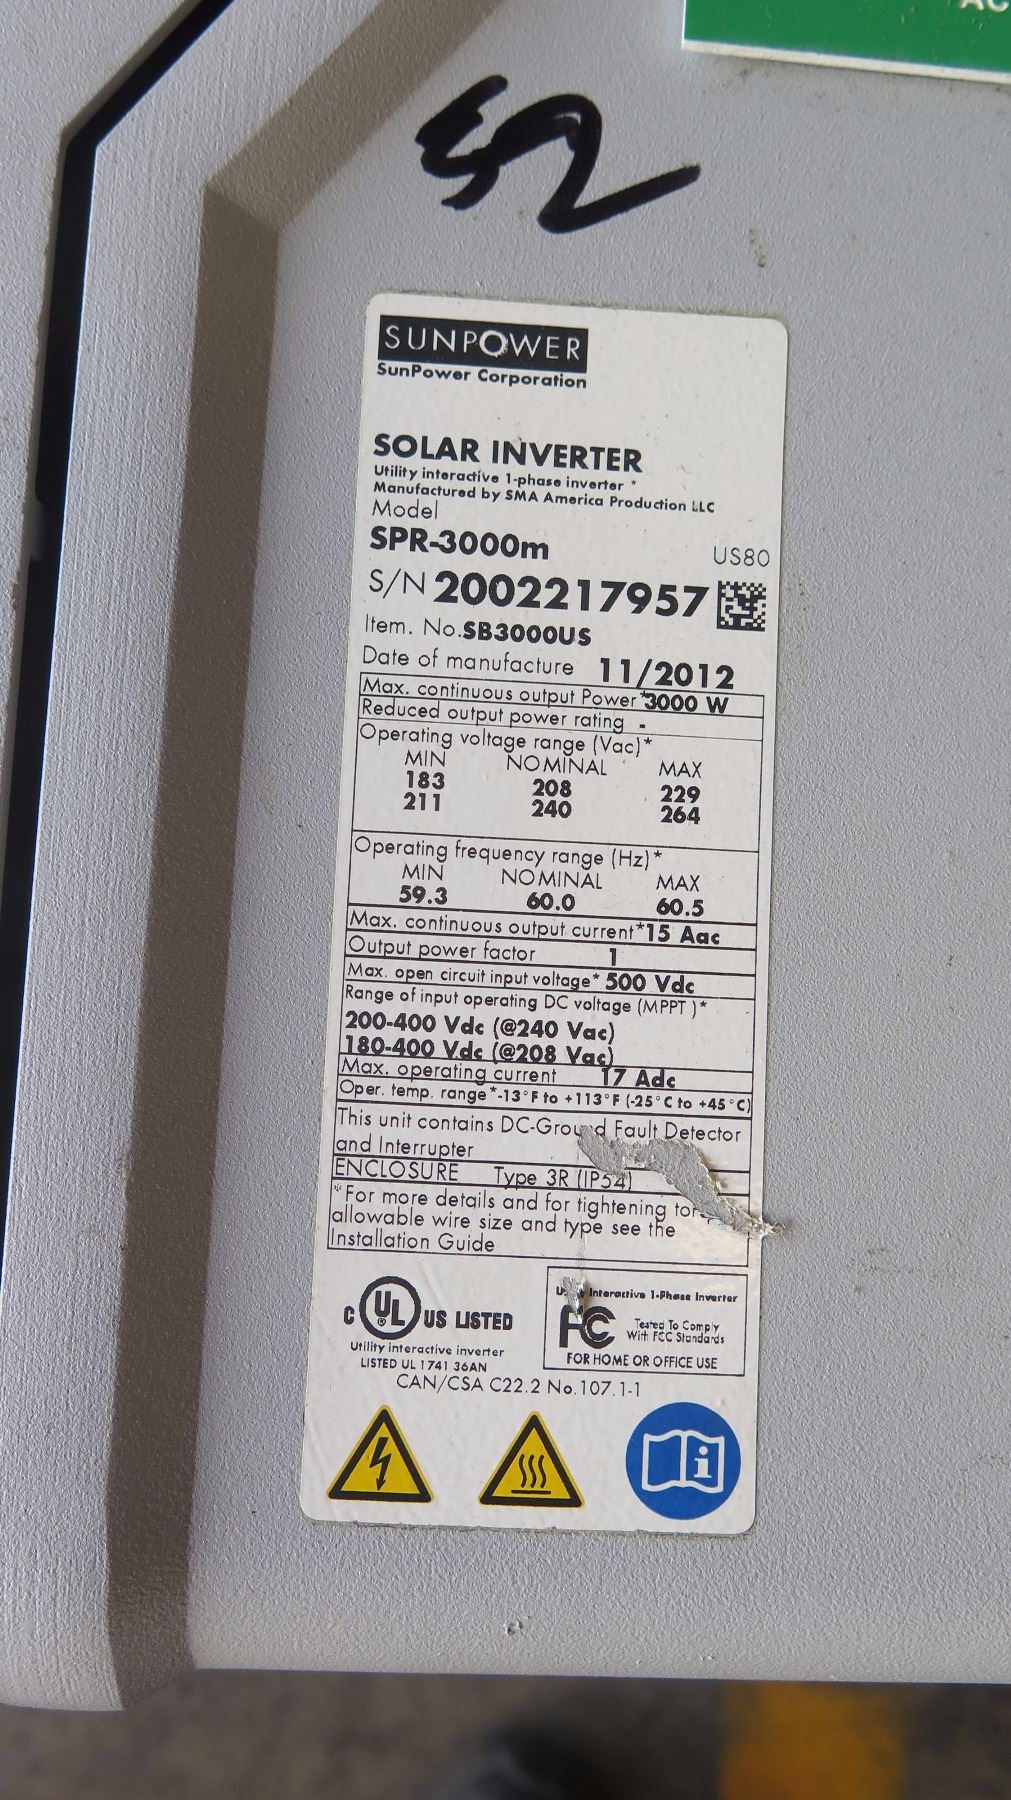 AC
52
SUNPOWER
SunPower Corporation
SOLAR INVERTER
Utility interactive 1-phase inverter *
Manufactured by SMA America Production LLC
Model
SPR-3000m US80
S/N 2002217957
Item. No.SB3000US
Date of manufacture 11/2012
Max. continuous output Power*3000 W
Reduced output power rating -
Operating voltage range (Vac)*
MIN NOMINAL MAX
183 208 229
211 240 264
Operating frequency range (Hz)*
MIN NOMINAL MAX
59.3 60.0 60.5
Max. continuous output current*15 Aac
Output power factor 1
Max. open circuit input voltage* 500 Vdc
Range of input operating DC voltage (MPPT )*
200-400 Vdc (@240 Vac)
180-400 Vdc (@208 Vac)
Max. operating current 17 Adc
Oper. temp. range*-13°F to +113°F (-25°C to +45°C)
This unit contains DC-Ground Fault Detector
and Interrupter
ENCLOSURE Type 3R (IP54)
*For more details and for tightening
allowable wire size and type see the
Installation Guide
C UL US LISTED
Utility interactive inverter
LISTED UL 1741 36AN
Interactive 1-Phase Inverter
FC Tested To Comply
With FCC Standards
FOR HOME OR OFFICE USE
CAN/CSA C22.2 No.107.1-1